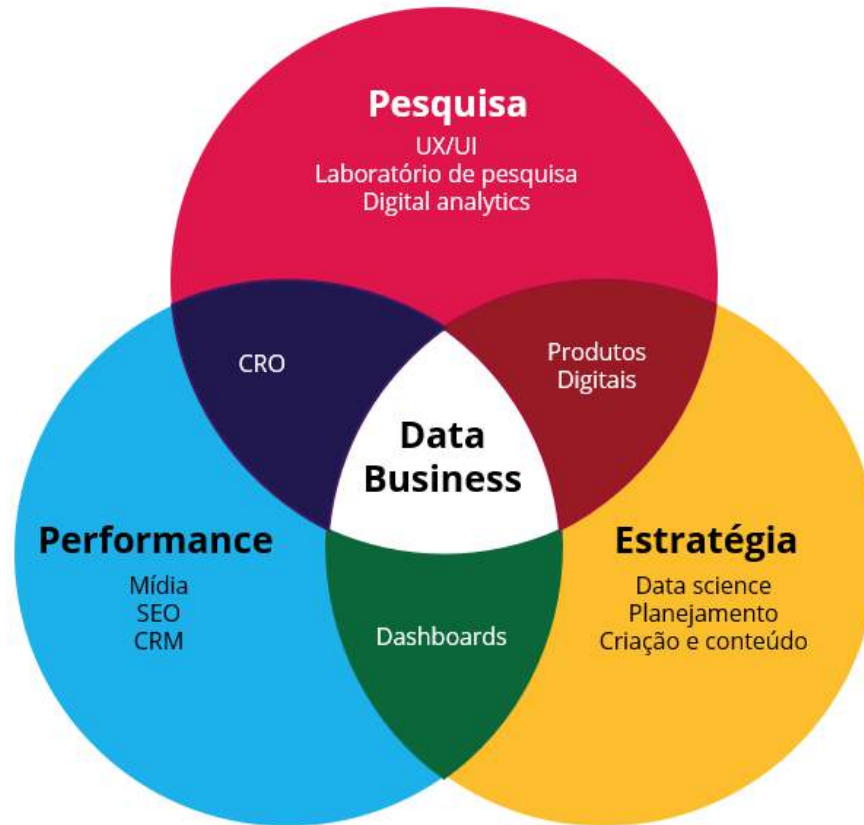 Pesquisa
UX/UI
Laboratório de pesquisa
Digital analytics
CRO
Produtos
Digitais
Data
Business
Performance
Mídia
SEO
CRM
Estratégia
Data science
Planejamento
Criação e conteúdo
Dashboards